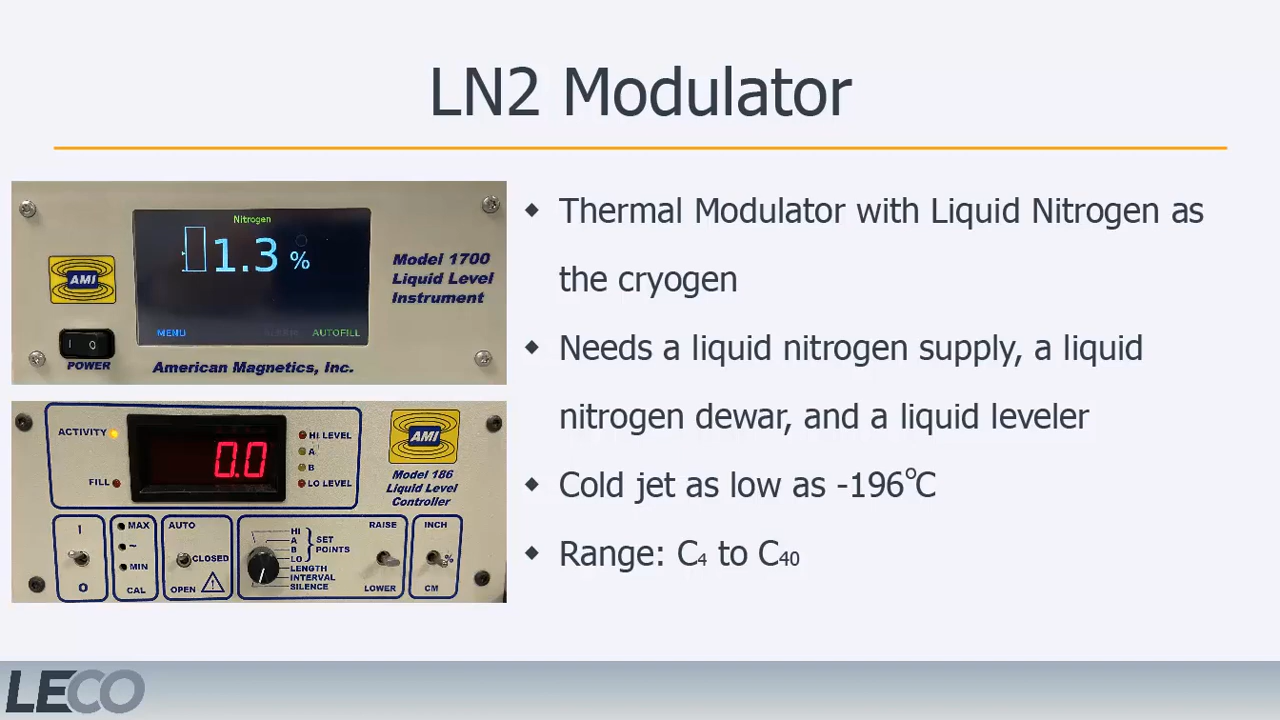 LN2 Modulator
Nitrogen
1.3 %
AMI
Model 1700
Liquid Level
Instrument
MENU
AUTOFILL
I O
POWER
American Magnetics, Inc.
◆ Thermal Modulator with Liquid Nitrogen as
the cryogen
◆ Needs a liquid nitrogen supply, a liquid
nitrogen dewar, and a liquid leveler
◆ Cold jet as low as -196°C
◆ Range: C₄ to C₄₀
ACTIVITY
FILL
0.0
HI LEVEL
A
B
LO LEVEL
AMI
Model 186
Liquid Level
Controller
I
O
MAX
~
MIN
CAL
AUTO
CLOSED
OPEN
HI
A
B
LO
SET
POINTS
LENGTH
INTERVAL
SILENCE
RAISE
LOWER
INCH
%
CM
LECO